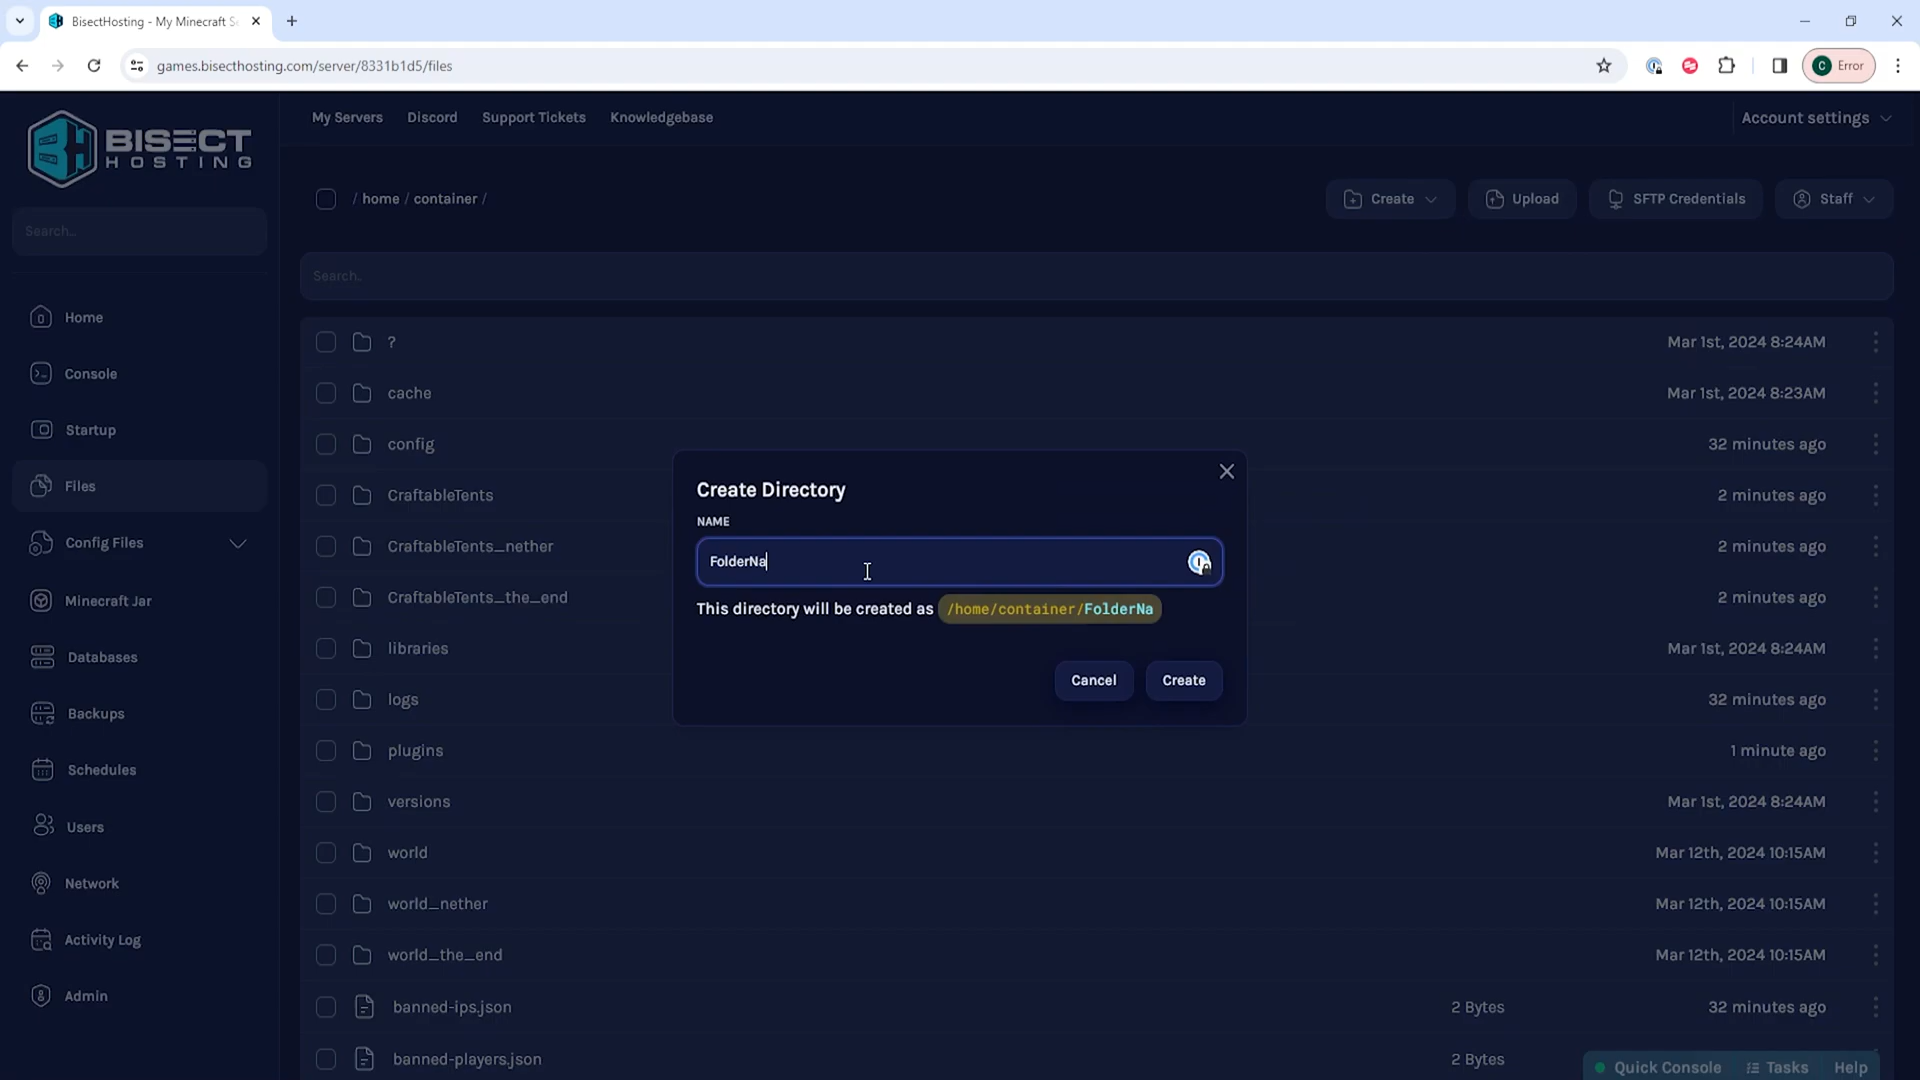 BisectHosting - My Minecraft S
games.bisecthosting.com/server/8331b1d5/files
C Error
BISECT
HOSTING
My Servers Discord Support Tickets Knowledgebase
Account settings
Search..
/ home / container /
Create Upload SFTP Credentials Staff
Search..
Home
Console
Startup
Files
Config Files
Minecraft Jar
Databases
Backups
Schedules
Users
Network
Activity Log
Admin
? Mar 1st, 2024 8:24AM
cache Mar 1st, 2024 8:23AM
config 32 minutes ago
CraftableTents 2 minutes ago
CraftableTents_nether 2 minutes ago
CraftableTents_the_end 2 minutes ago
libraries Mar 1st, 2024 8:24AM
logs 32 minutes ago
plugins 1 minute ago
versions Mar 1st, 2024 8:24AM
world Mar 12th, 2024 10:15AM
world_nether Mar 12th, 2024 10:15AM
world_the_end Mar 12th, 2024 10:15AM
banned-ips.json 2 Bytes 32 minutes ago
banned-players.json 2 Bytes
Create Directory
NAME
FolderNa
This directory will be created as /home/container/FolderNa
Cancel Create
Quick Console Tasks Help